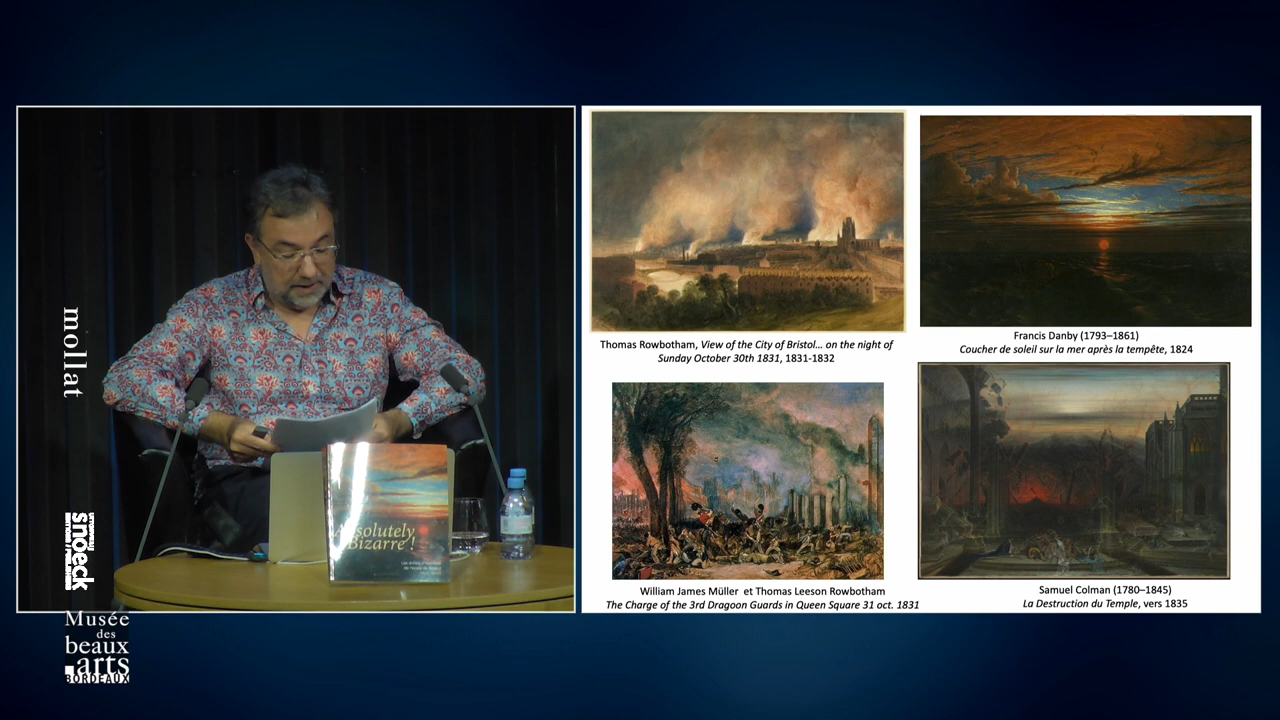 mollat
snoeck
Musée
des
beaux
.arts
BORDEAUX
Absolutely
Bizarre !
Thomas Rowbotham, View of the City of Bristol... on the night of
Sunday October 30th 1831, 1831-1832
Francis Danby (1793–1861)
Coucher de soleil sur la mer après la tempête, 1824
William James Müller et Thomas Leeson Rowbotham
The Charge of the 3rd Dragoon Guards in Queen Square 31 oct. 1831
Samuel Colman (1780–1845)
La Destruction du Temple, vers 1835